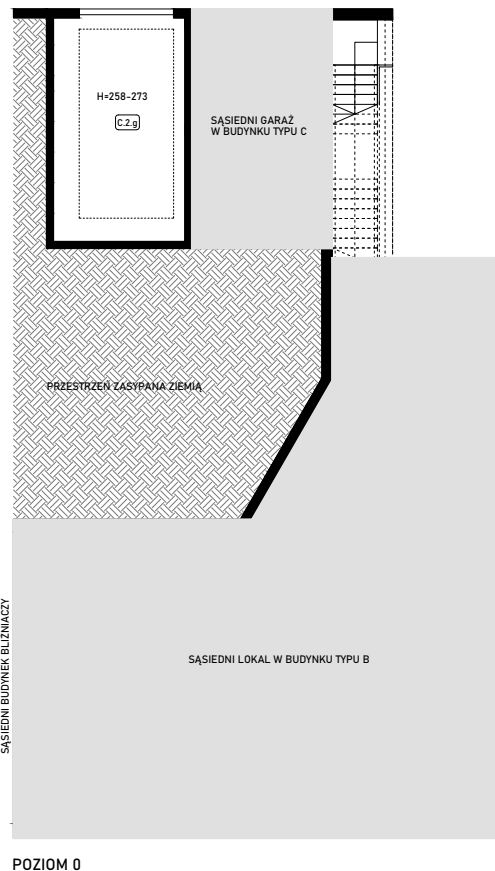 H=258-273
C.2.g
SĄSIEDNI GARAŻ
W BUDYNKU TYPU C
PRZESTRZEŃ ZASYPANA ZIEMIĄ
SĄSIEDNI LOKAL W BUDYNKU TYPU B
SĄSIEDNI BUDYNEK BLIŹNIACZY
POZIOM 0